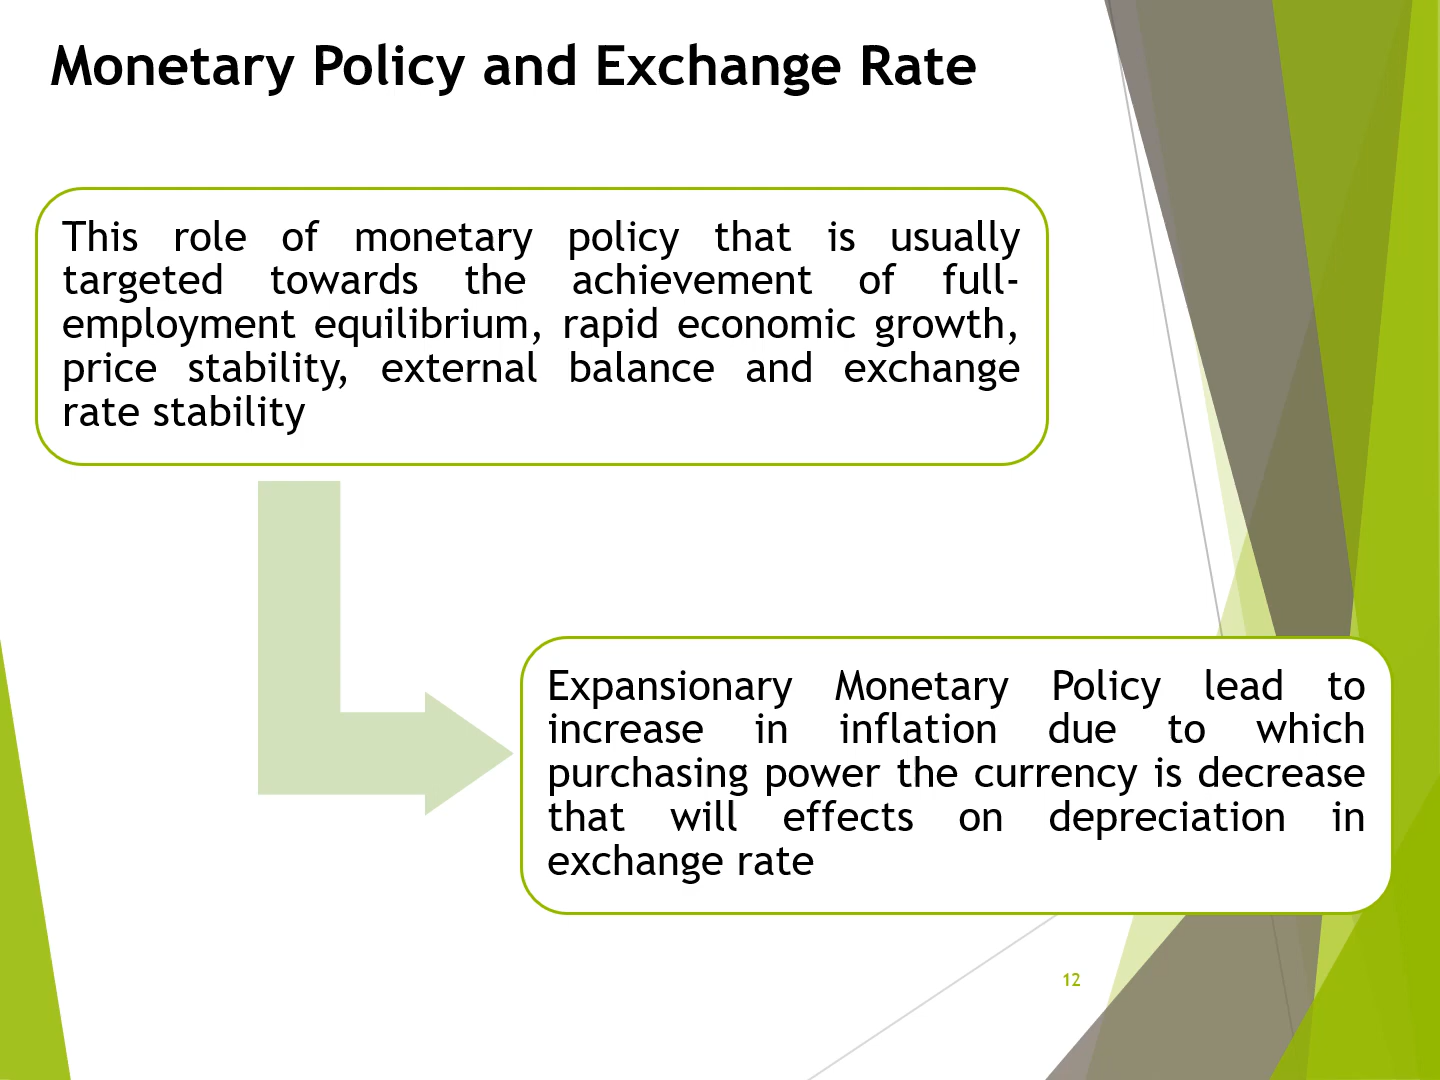 Monetary Policy and Exchange Rate
This role of monetary policy that is usually
targeted towards the achievement of full-
employment equilibrium, rapid economic growth,
price stability, external balance and exchange
rate stability
Expansionary Monetary Policy lead to
increase in inflation due to which
purchasing power the currency is decrease
that will effects on depreciation in
exchange rate
12